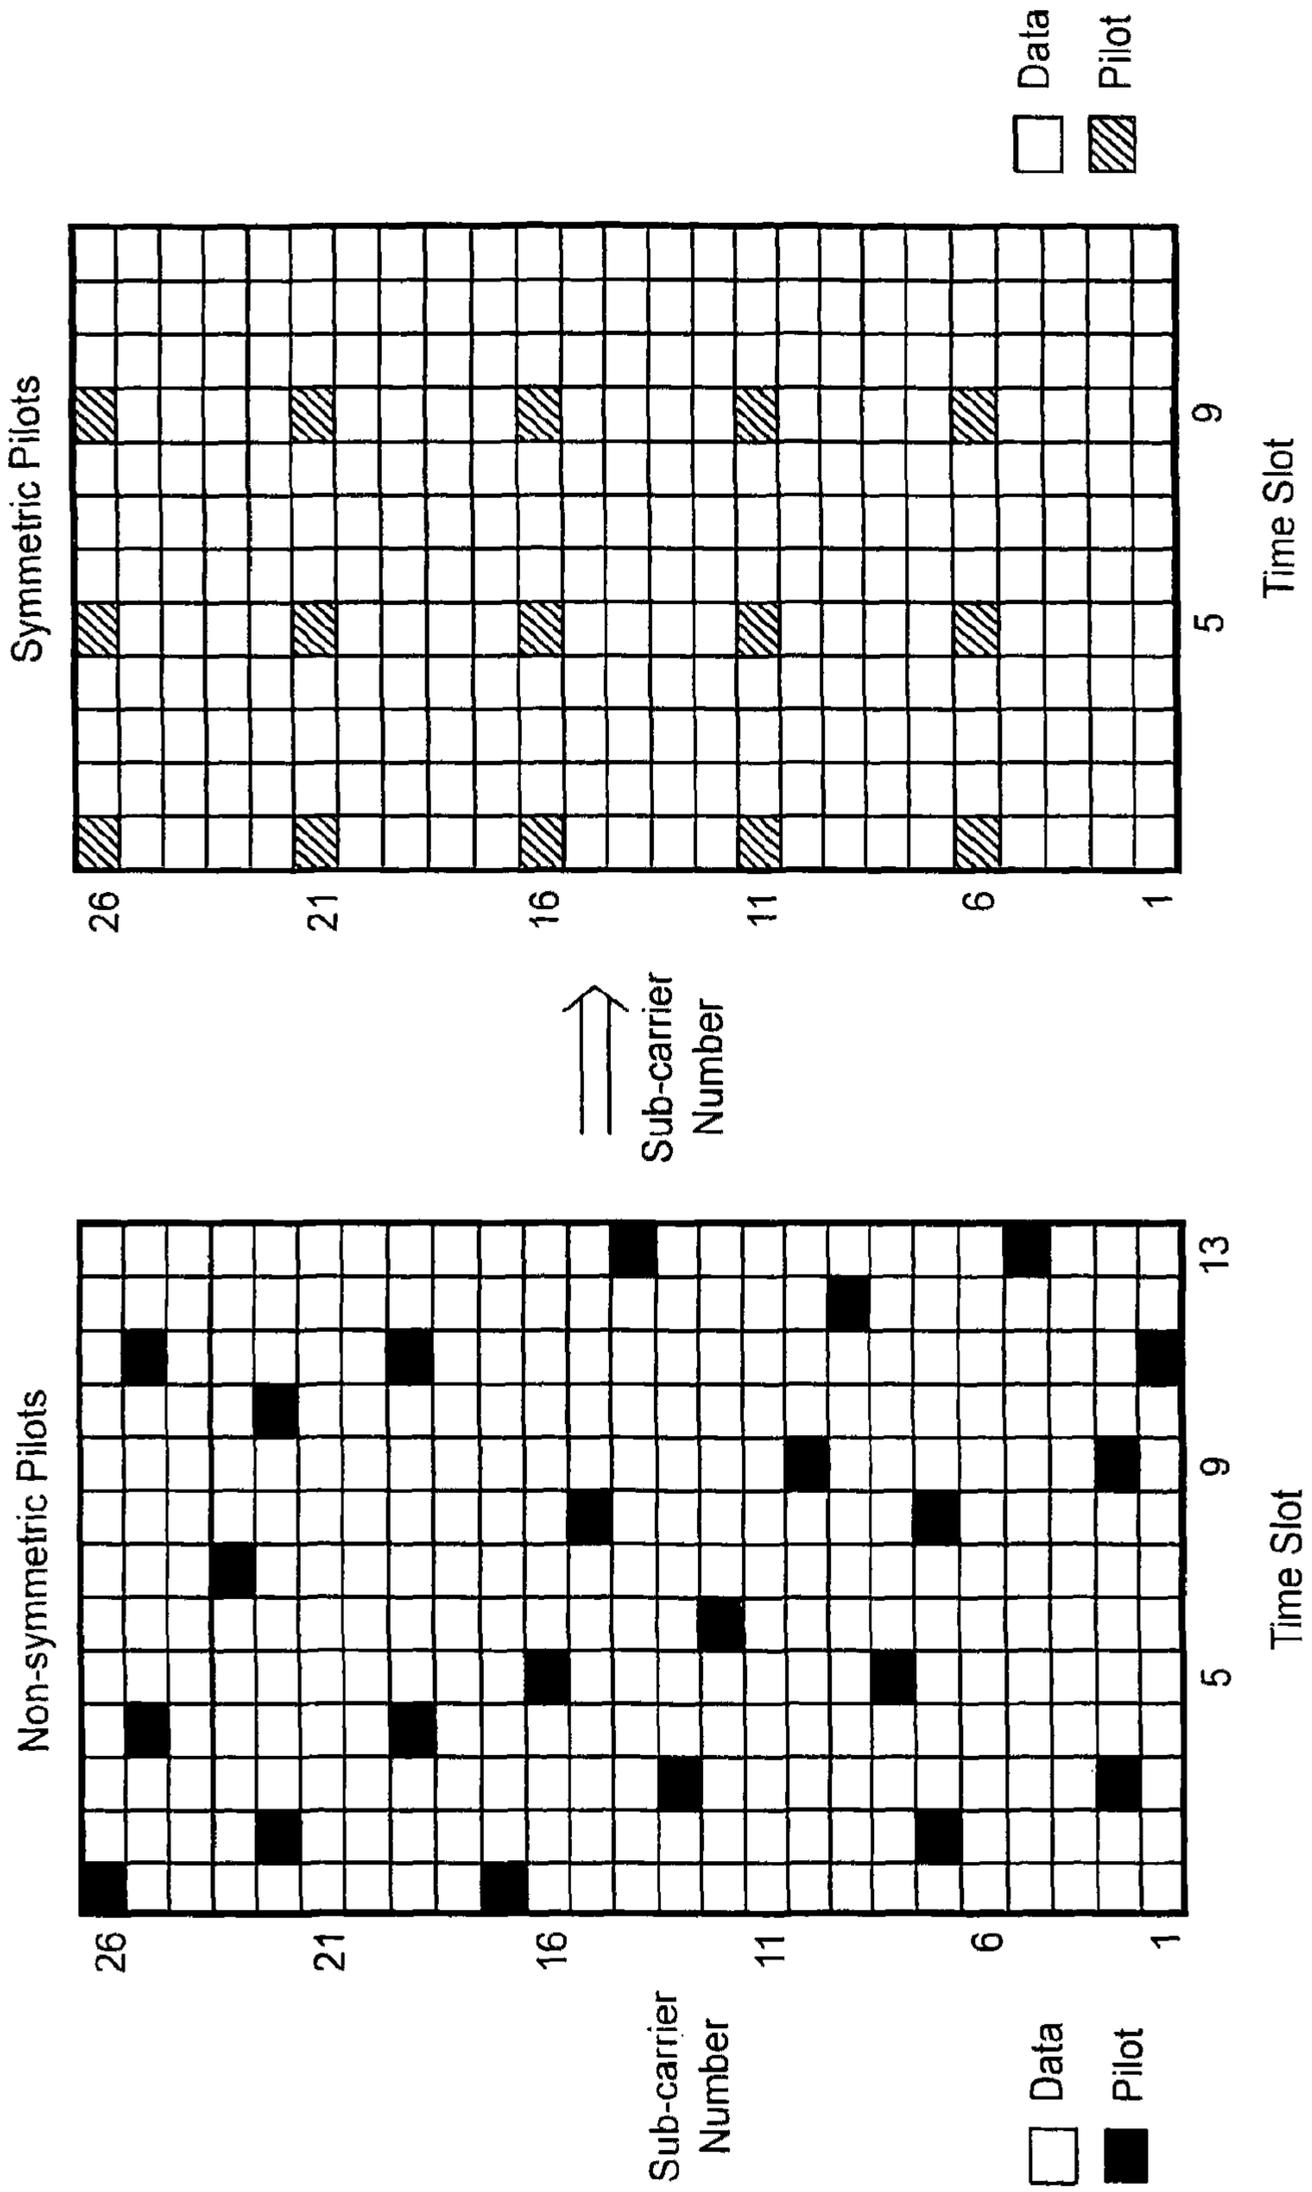 Non-symmetric Pilots
26
21
16
11
6
1
Sub-carrier
Number
5
9
13
Time Slot
Data
Pilot
Symmetric Pilots
26
21
16
11
6
1
Sub-carrier
Number
5
9
Time Slot
Data
Pilot